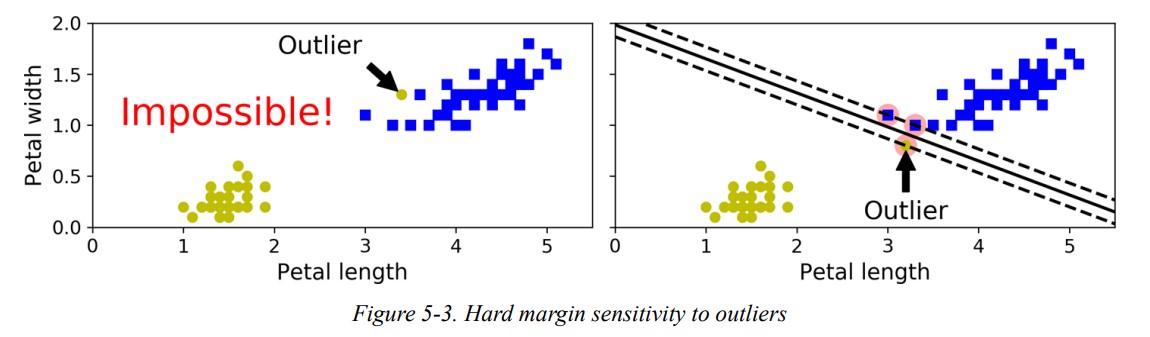 2.0
Outlier
1.5
Impossible!
1.0
Petal width
0.5
0.0
0 1 2 3 4 5
Petal length
Outlier
0 1 2 3 4 5
Petal length
Figure 5-3. Hard margin sensitivity to outliers